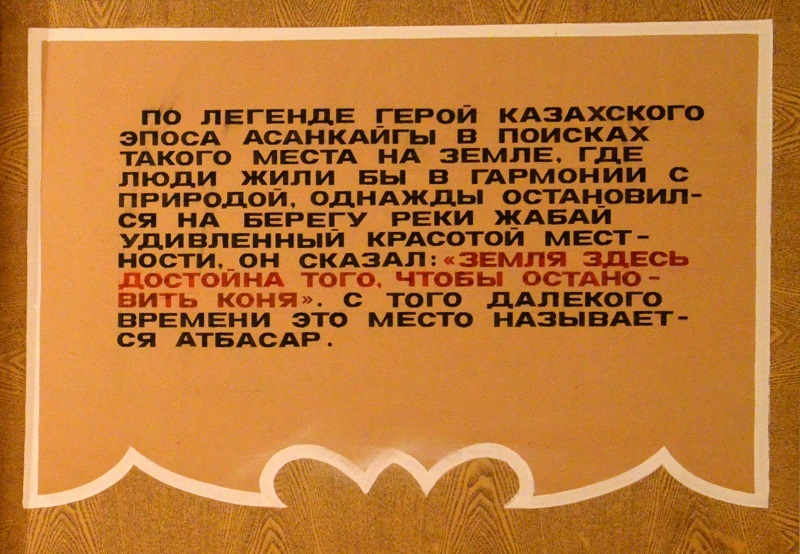 ПО ЛЕГЕНДЕ ГЕРОЙ КАЗАХСКОГО
ЭПОСА АСАНКАЙГЫ В ПОИСКАХ
ТАКОГО МЕСТА НА ЗЕМЛЕ, ГДЕ
ЛЮДИ ЖИЛИ БЫ В ГАРМОНИИ С
ПРИРОДОЙ, ОДНАЖДЫ ОСТАНОВИЛ-
СЯ НА БЕРЕГУ РЕКИ ЖАБАЙ
УДИВЛЕННЫЙ КРАСОТОЙ МЕСТ-
НОСТИ, ОН СКАЗАЛ: «ЗЕМЛЯ ЗДЕСЬ
ДОСТОЙНА ТОГО, ЧТОБЫ ОСТАНО-
ВИТЬ КОНЯ». С ТОГО ДАЛЕКОГО
ВРЕМЕНИ ЭТО МЕСТО НАЗЫВАЕТ-
СЯ АТБАСАР.